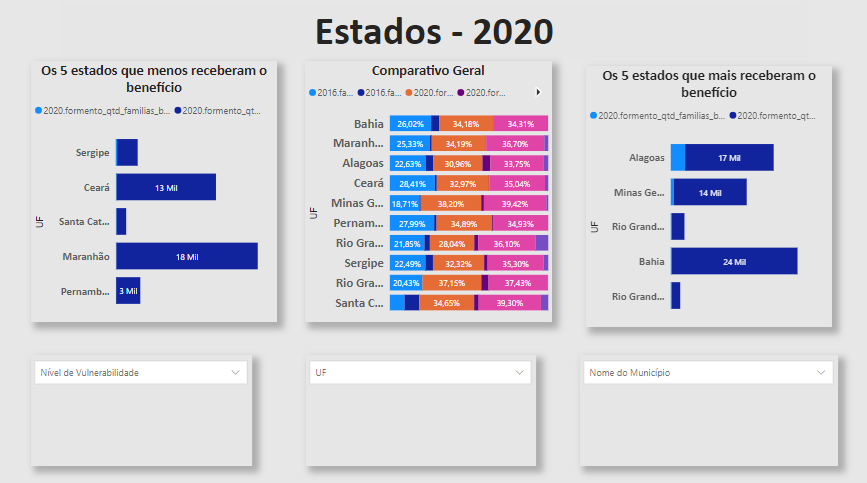 Estados - 2020
Os 5 estados que menos receberam o
benefício
2020.formento_qtd_familias_b... 2020.formento_qt...
UF
Sergipe
Ceará 13 Mil
Santa Cat...
Maranhão 18 Mil
Pernamb... 3 Mil
Comparativo Geral
2016.fa... 2016.fa... 2020.for... 2020.for...
UF
Bahia 26,02% 34,18% 34,31%
Maranh... 25,33% 34,19% 36,70%
Alagoas 22,63% 30,96% 33,75%
Ceará 28,41% 32,97% 35,04%
Minas G... 18,71% 38,20% 39,42%
Pernam... 27,99% 34,89% 34,93%
Rio Gra... 21,85% 28,04% 36,10%
Sergipe 22,49% 32,32% 35,30%
Rio Gra... 20,43% 37,15% 37,43%
Santa C... 34,65% 39,30%
Os 5 estados que mais receberam o
benefício
2020.formento_qtd_familias_b... 2020.formento_qt...
UF
Alagoas 17 Mil
Minas Ge... 14 Mil
Rio Grand...
Bahia 24 Mil
Rio Grand...
Nível de Vulnerabilidade
UF
Nome do Município